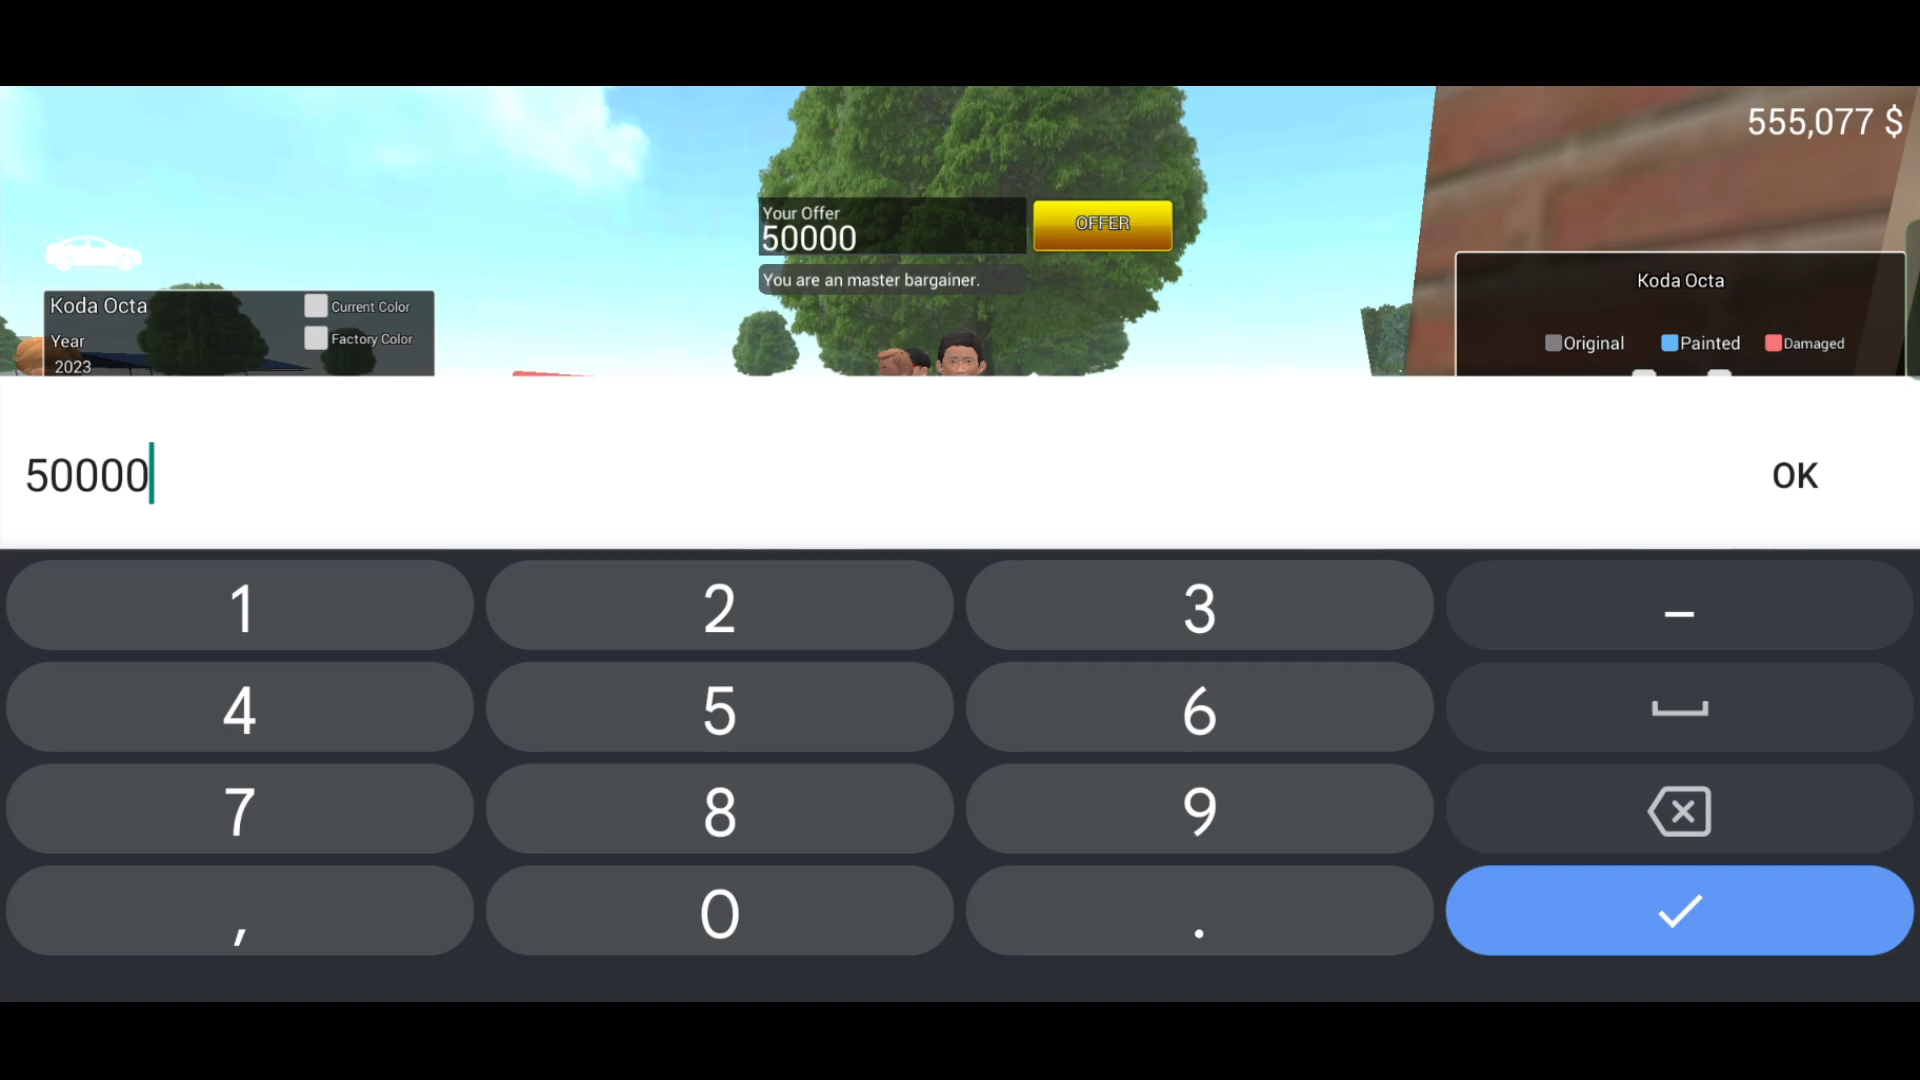 555,077 $
Your Offer
50000
OFFER
You are an master bargainer.
Koda Octa
Current Color
Factory Color
Year
2023
Koda Octa
Original
Painted
Damaged
50000
OK
1
2
3
–
4
5
6
7
8
9
,
0
.